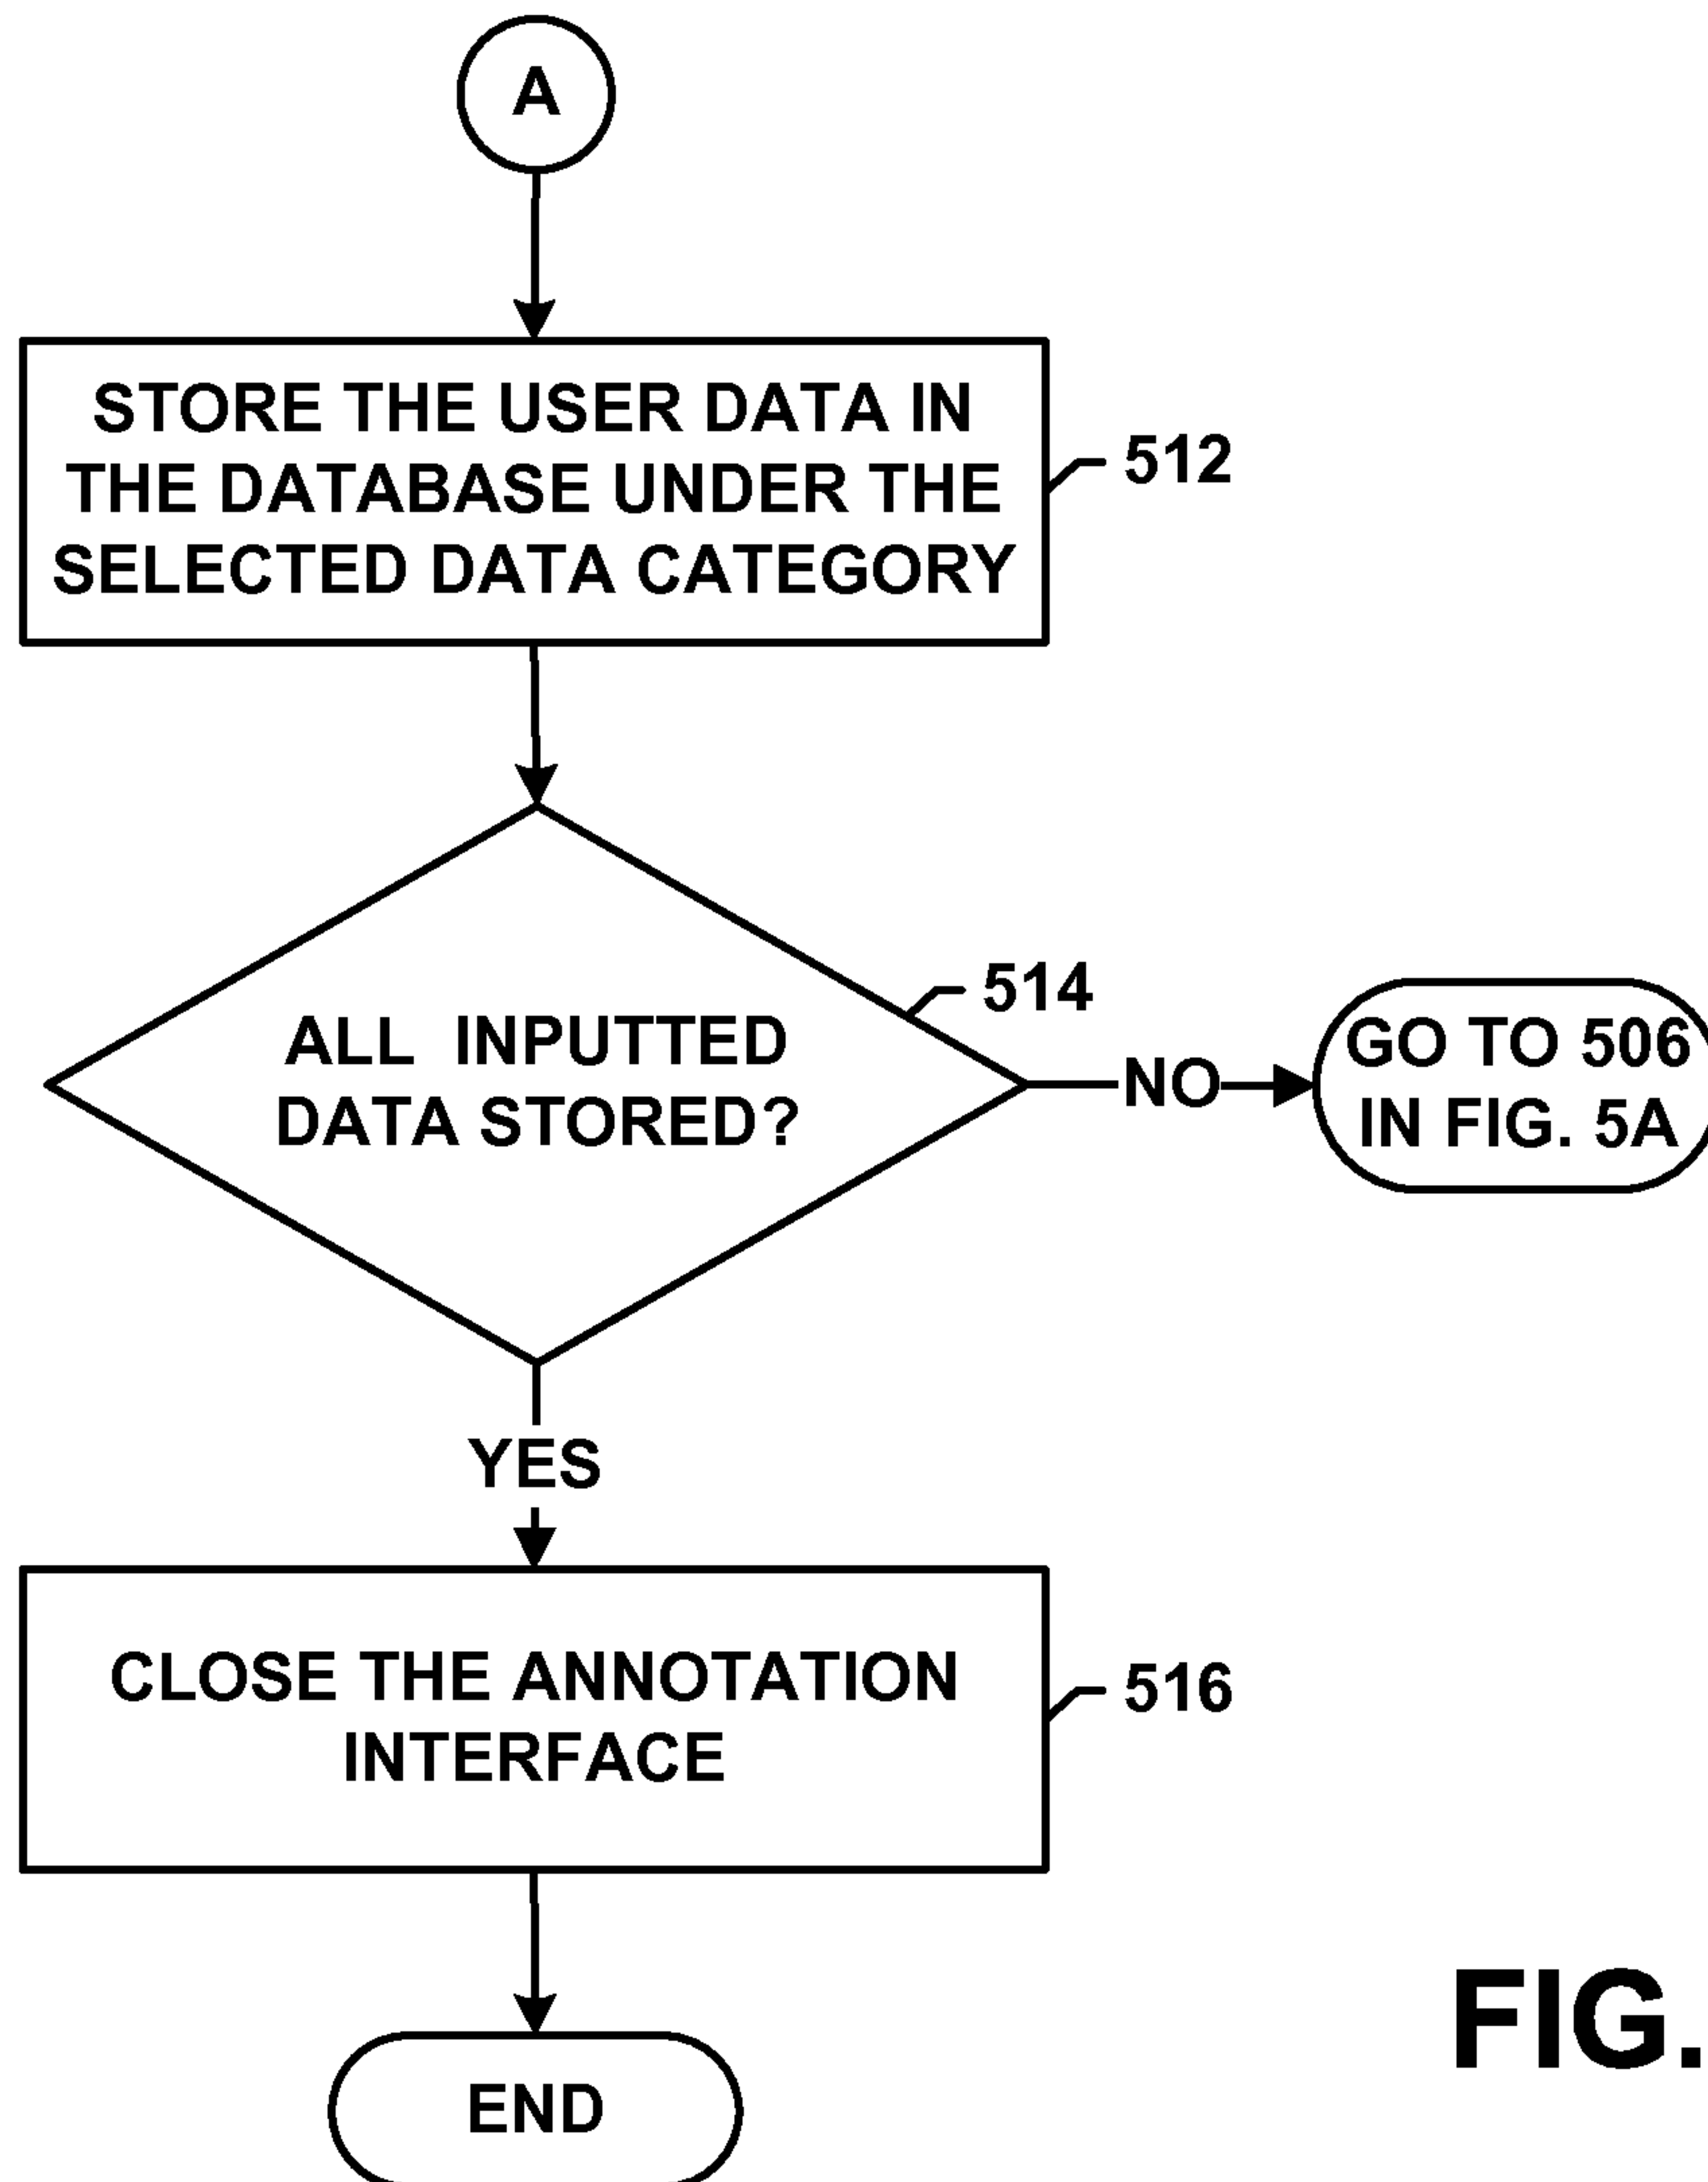 A
STORE THE USER DATA IN
THE DATABASE UNDER THE
SELECTED DATA CATEGORY
512
514
ALL INPUTTED
DATA STORED?
NO
GO TO 506
IN FIG. 5A
YES
CLOSE THE ANNOTATION
INTERFACE
516
END
FIG.